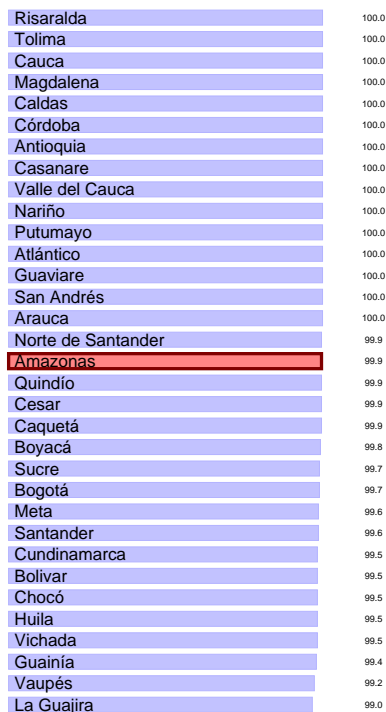 Risaralda 100.0
Tolima 100.0
Cauca 100.0
Magdalena 100.0
Caldas 100.0
Córdoba 100.0
Antioquia 100.0
Casanare 100.0
Valle del Cauca 100.0
Nariño 100.0
Putumayo 100.0
Atlántico 100.0
Guaviare 100.0
San Andrés 100.0
Arauca 100.0
Norte de Santander 99.9
Amazonas 99.9
Quindío 99.9
Cesar 99.9
Caquetá 99.9
Boyacá 99.8
Sucre 99.7
Bogotá 99.7
Meta 99.6
Santander 99.6
Cundinamarca 99.5
Bolivar 99.5
Chocó 99.5
Huila 99.5
Vichada 99.5
Guainía 99.4
Vaupés 99.2
La Guajira 99.0